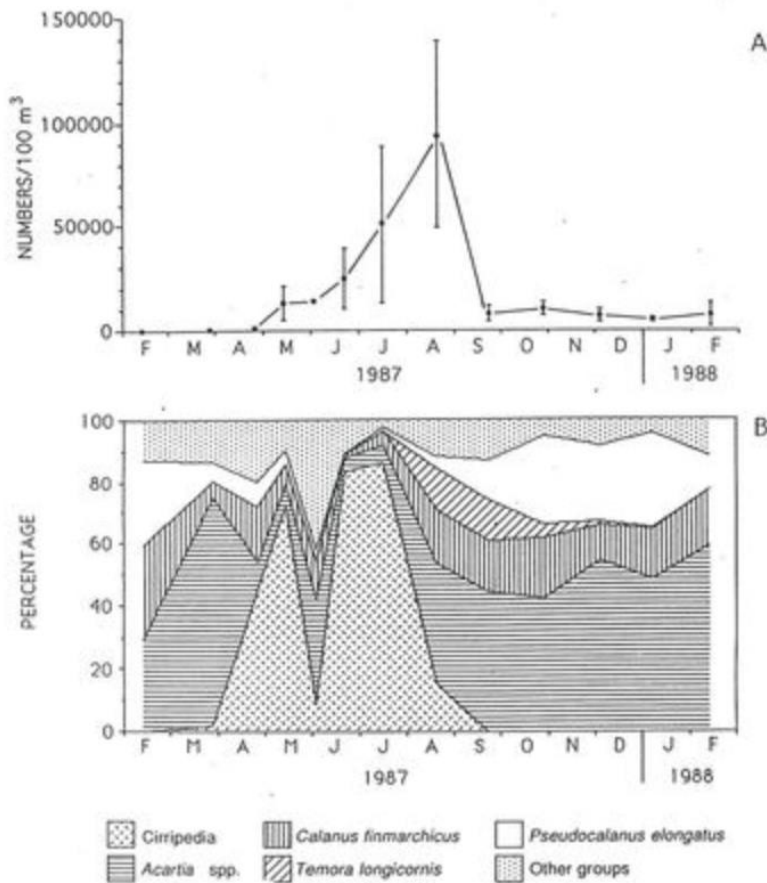 A
150000
100000
50000
0
NUMBERS/100 m³
F M A M J J A S O N D J F
1987 1988
B
100
80
60
40
20
0
PERCENTAGE
F M A M J J A S O N D J F
1987 1988
Cirripedia Calanus finmarchicus Pseudocalanus elongatus
Acartia spp. Temora longicornis Other groups